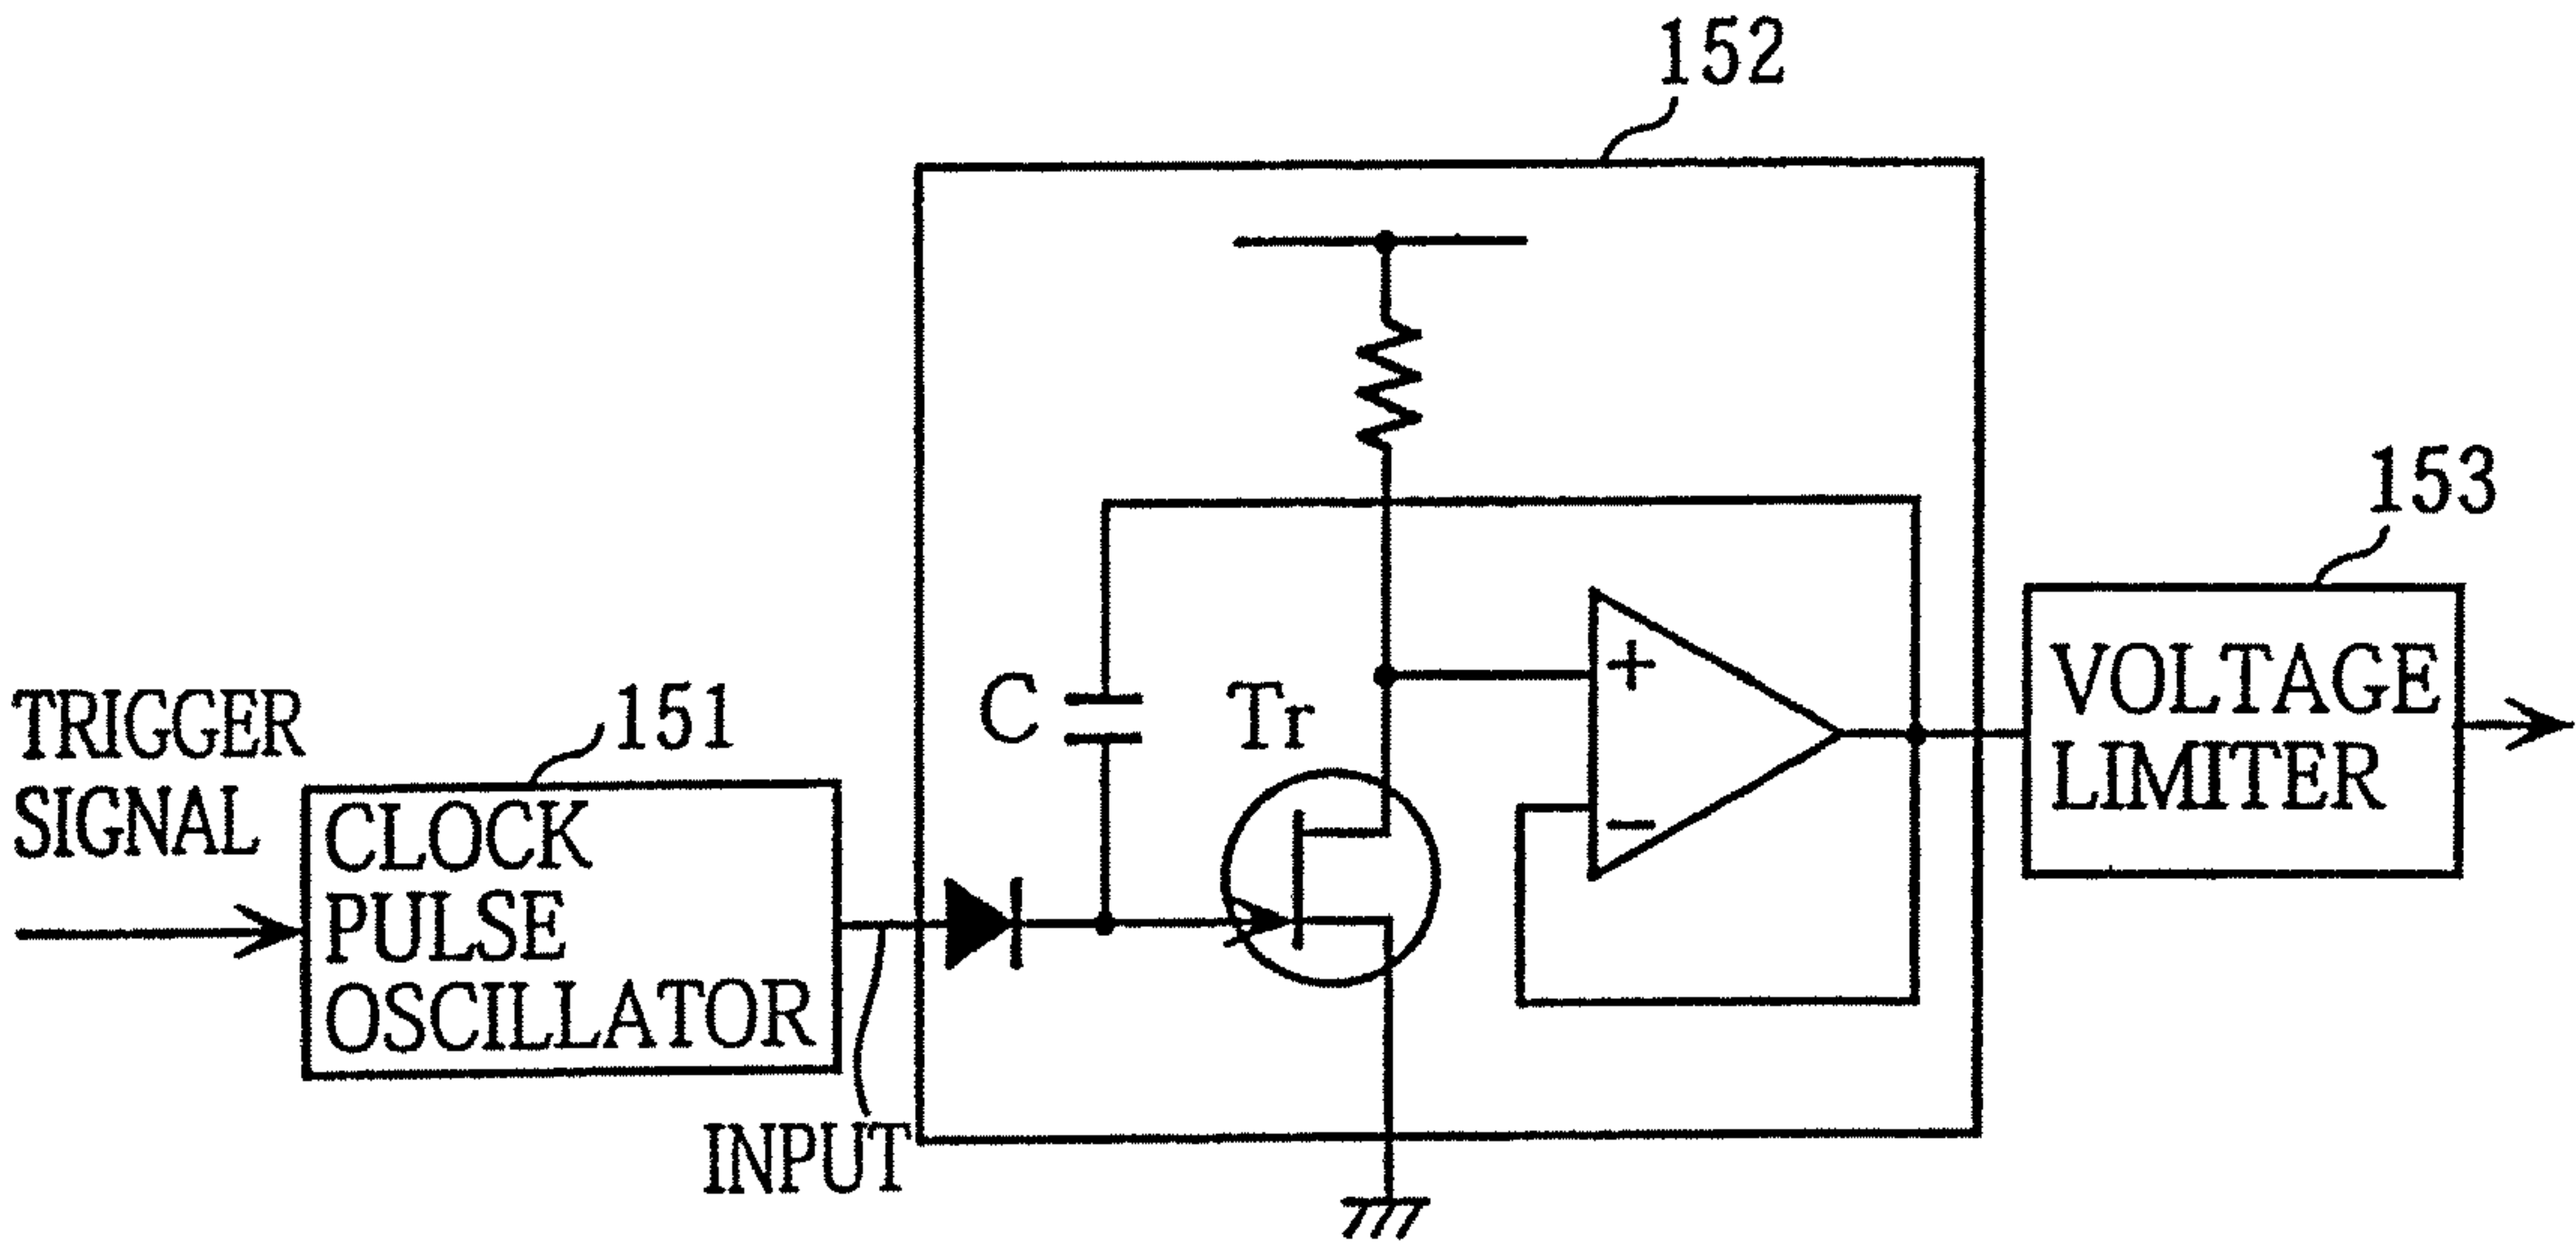 152
153
TRIGGER
SIGNAL
151
CLOCK
PULSE
OSCILLATOR
INPUT
C
Tr
+
−
VOLTAGE
LIMITER